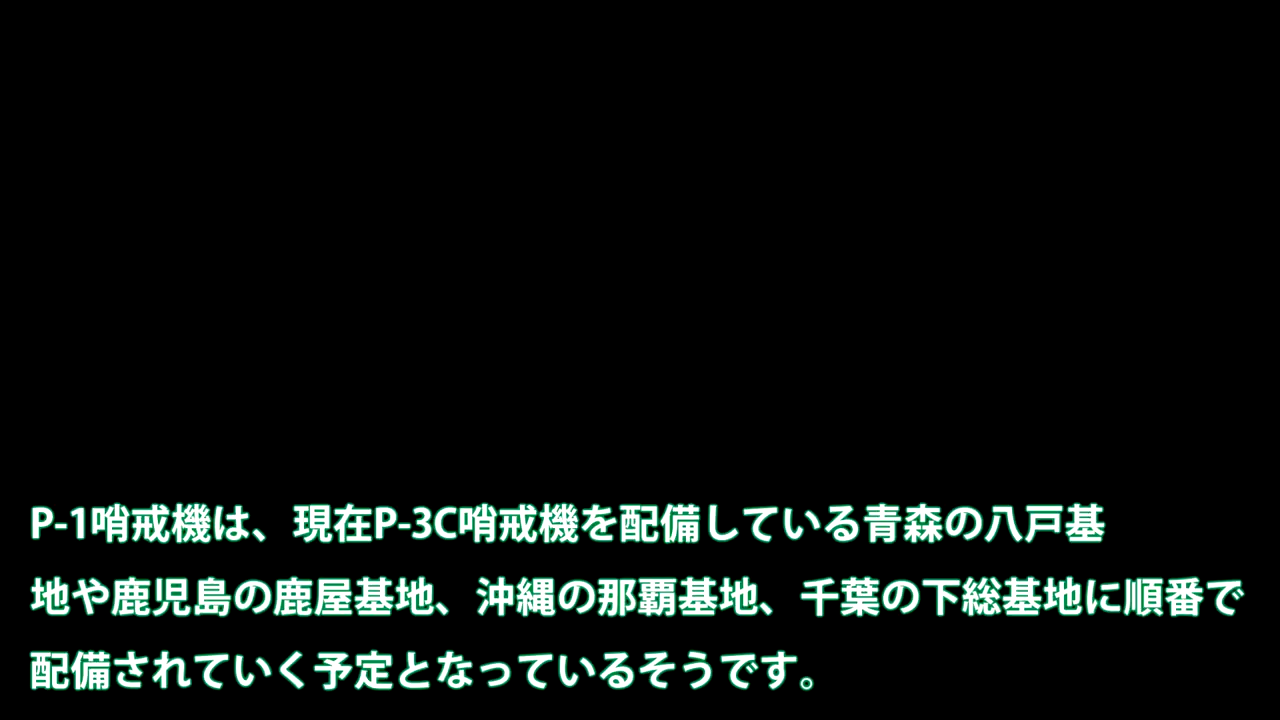 P-1哨戒機は、現在P-3C哨戒機を配備している青森の八戸基
地や鹿児島の鹿屋基地、沖縄の那覇基地、千葉の下総基地に順番で
配備されていく予定となっているそうです。